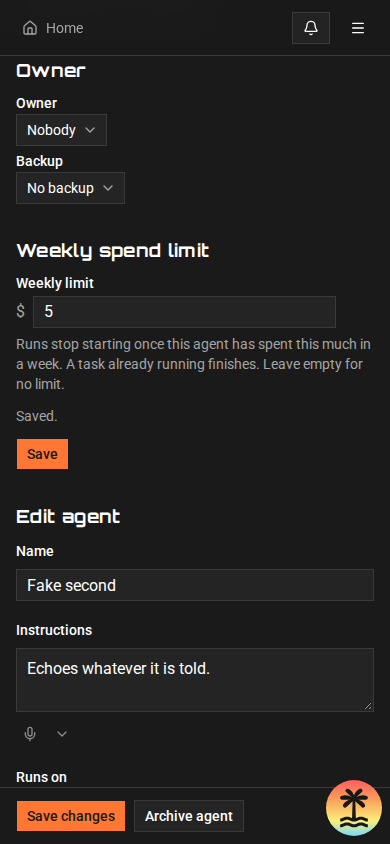 Home
Owner
Owner
Nobody
Backup
No backup
Weekly spend limit
Weekly limit
$ 5
Runs stop starting once this agent has spent this much in
a week. A task already running finishes. Leave empty for
no limit.
Saved.
Save
Edit agent
Name
Fake second
Instructions
Echoes whatever it is told.
Runs on
Save changes Archive agent